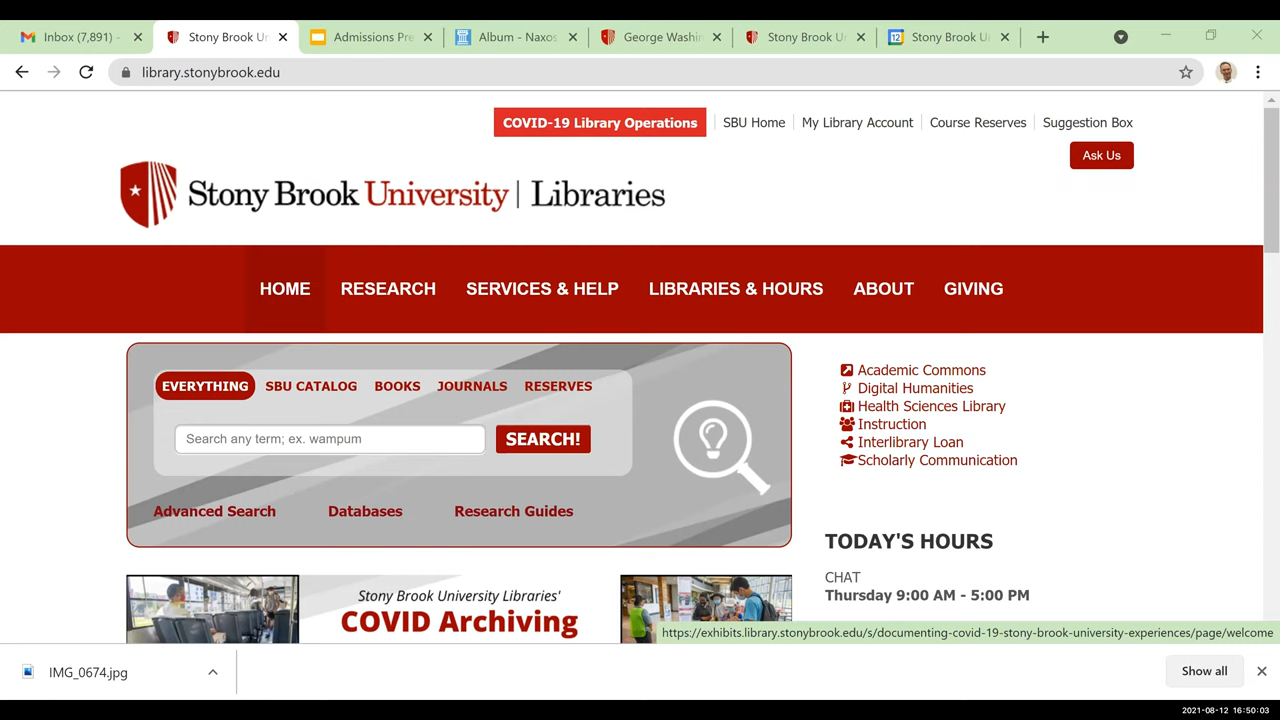 Inbox (7,891) -
Stony Brook Ur
Admissions Pre
Album - Naxos
George Washi
Stony Brook Ur
12
Stony Brook U
library.stonybrook.edu
COVID-19 Library Operations
SBU Home
My Library Account
Course Reserves
Suggestion Box
Ask Us
Stony Brook University | Libraries
HOME
RESEARCH
SERVICES & HELP
LIBRARIES & HOURS
ABOUT
GIVING
EVERYTHING
SBU CATALOG
BOOKS
JOURNALS
RESERVES
Search any term; ex. wampum
SEARCH!
Advanced Search
Databases
Research Guides
Academic Commons
Digital Humanities
Health Sciences Library
Instruction
Interlibrary Loan
Scholarly Communication
TODAY'S HOURS
CHAT
Thursday 9:00 AM - 5:00 PM
Stony Brook University Libraries'
COVID Archiving
https://exhibits.library.stonybrook.edu/s/documenting-covid-19-stony-brook-university-experiences/page/welcome
IMG_0674.jpg
Show all
2021-08-12 16:50:03